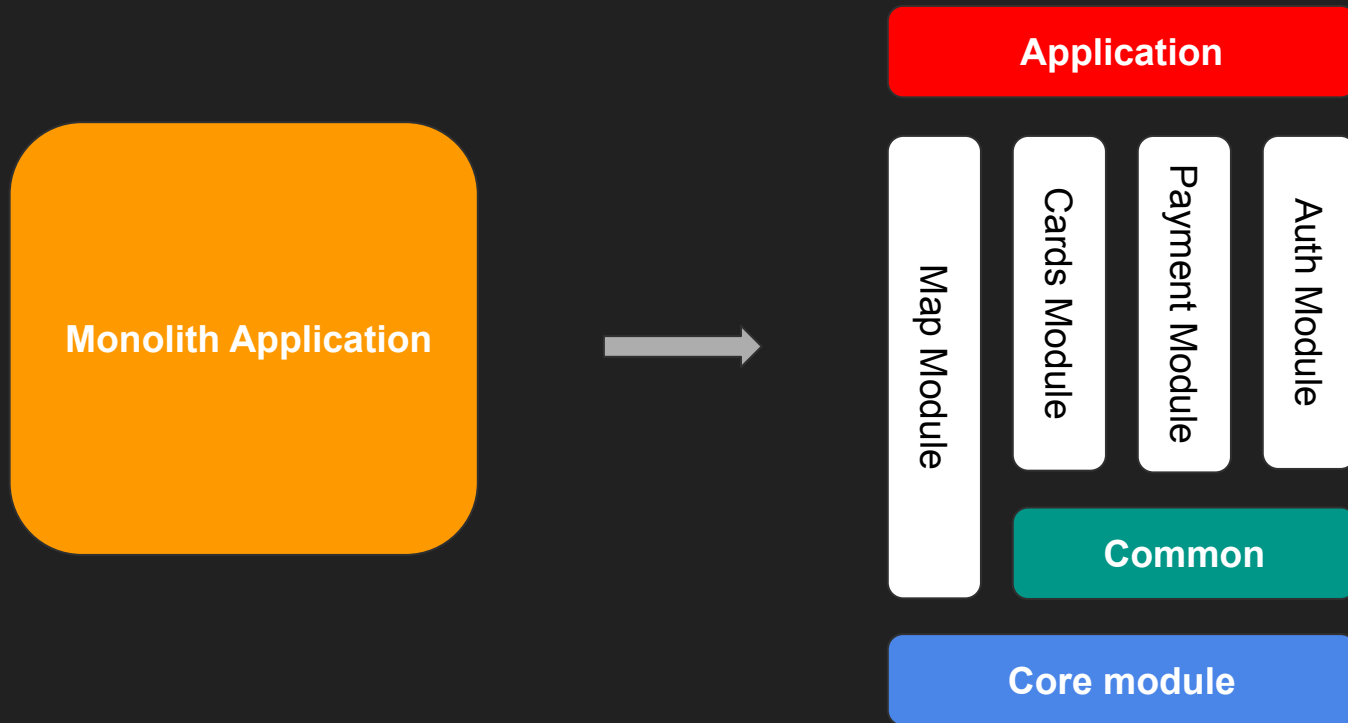 Application
Monolith Application
Map Module
Cards Module
Payment Module
Auth Module
Common
Core module